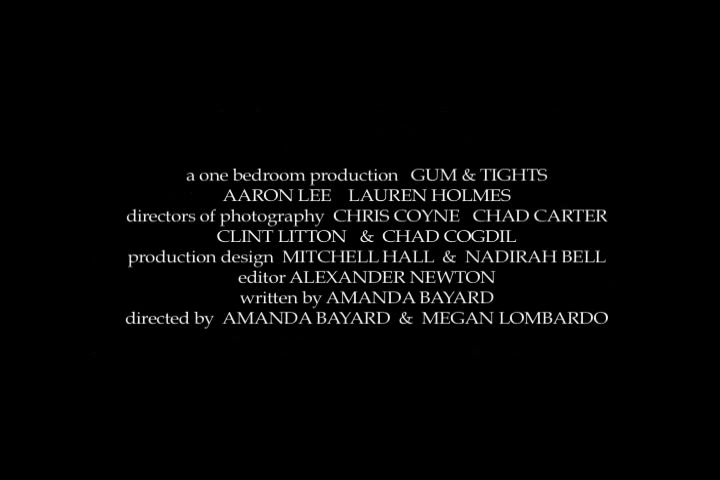 a one bedroom production GUM & TIGHTS
AARON LEE LAUREN HOLMES
directors of photography CHRIS COYNE CHAD CARTER
CLINT LITTON & CHAD COGDIL
production design MITCHELL HALL & NADIRAH BELL
editor ALEXANDER NEWTON
written by AMANDA BAYARD
directed by AMANDA BAYARD & MEGAN LOMBARDO